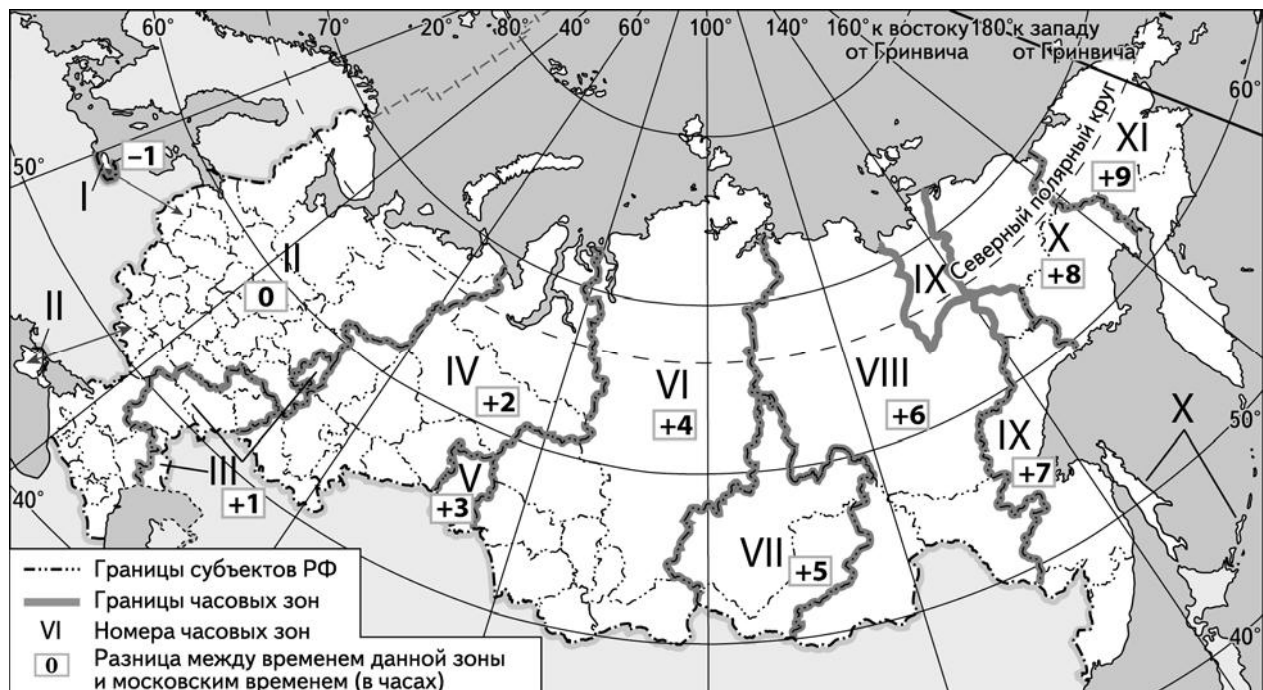 60° 70° 20° 80° 40° 60° 80° 100° 120° 140° 160° к востоку 180° к западу
от Гринвича от Гринвича
60°
50°
–1
I
II
0
II
40°
III
+1
IV
+2
V
+3
VI
+4
VII
+5
VIII
+6
IX
IX
+7
X
+8
XI
+9
Северный полярный круг
X
50°
40°
Границы субъектов РФ
Границы часовых зон
VI Номера часовых зон
0 Разница между временем данной зоны
и московским временем (в часах)